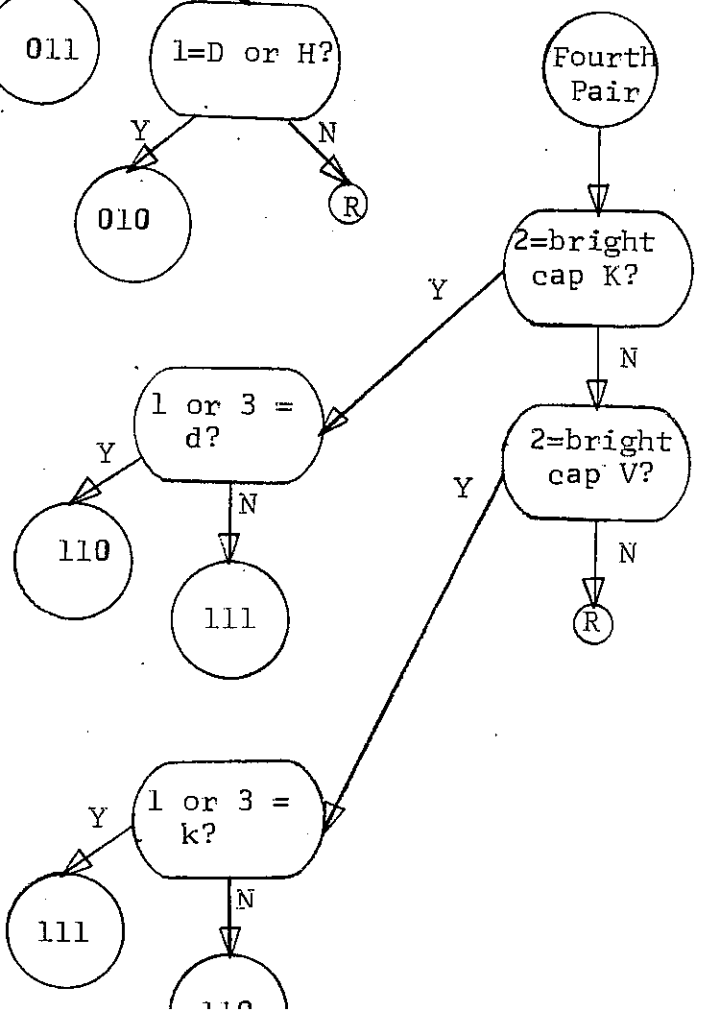 011
1=D or H?
Y
N
010
R
Fourth
Pair
2=bright
cap K?
Y
N
1 or 3 =
d?
Y
N
110
111
2=bright
cap V?
Y
N
R
1 or 3 =
k?
Y
N
111
110